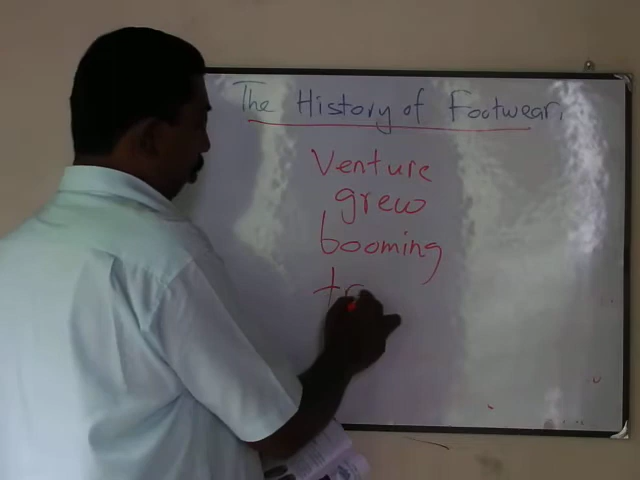 The History of Footwear.
Venture
grew
booming
tr